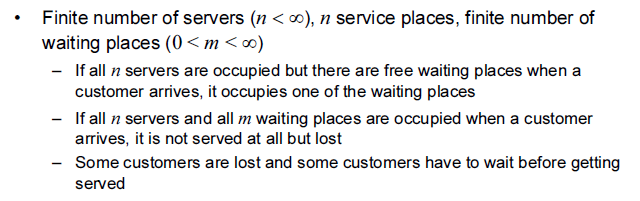 • Finite number of servers (n < ∞), n service places, finite number of
waiting places (0 < m < ∞)
– If all n servers are occupied but there are free waiting places when a
customer arrives, it occupies one of the waiting places
– If all n servers and all m waiting places are occupied when a customer
arrives, it is not served at all but lost
– Some customers are lost and some customers have to wait before getting
served